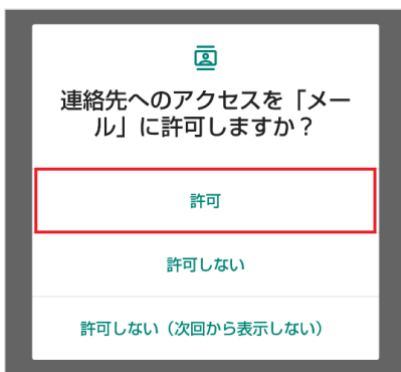 連絡先へのアクセスを「メー
ル」に許可しますか？
許可
許可しない
許可しない（次回から表示しない）